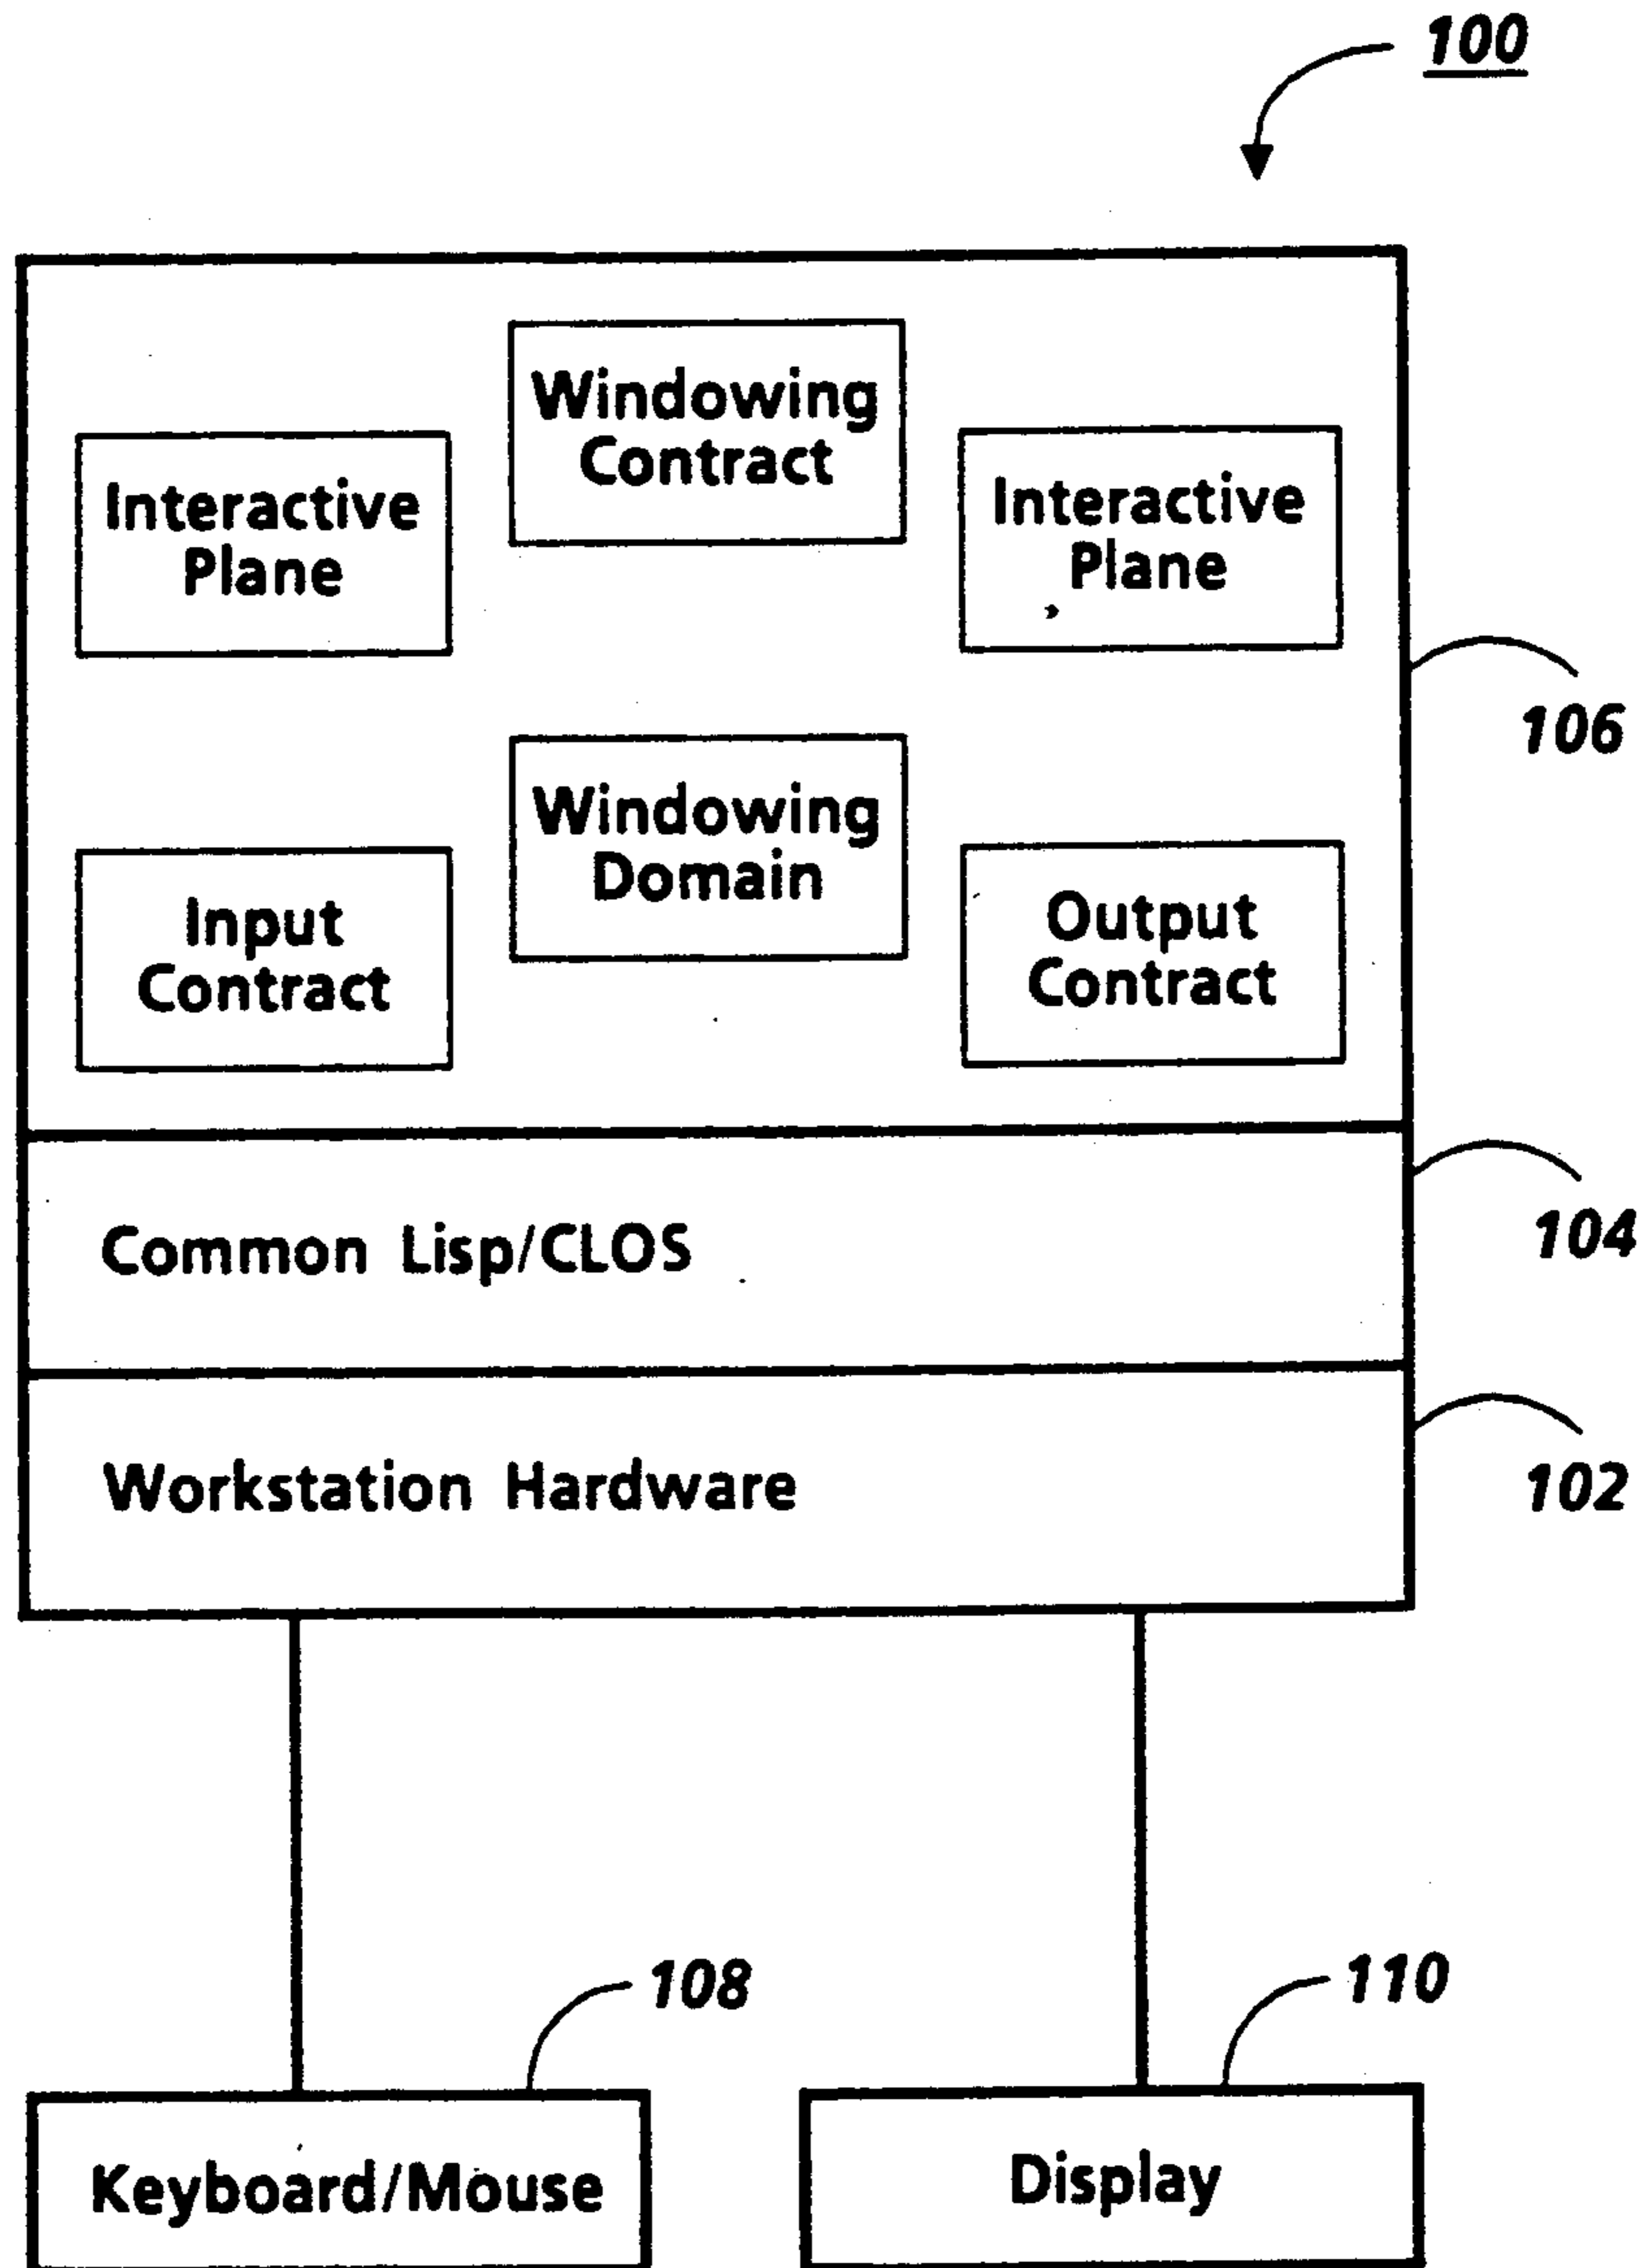 100
Windowing
Contract
Interactive
Plane
Interactive
Plane
106
Windowing
Domain
Input
Contract
Output
Contract
104
Common Lisp/CLOS
Workstation Hardware
102
108
110
Keyboard/Mouse
Display